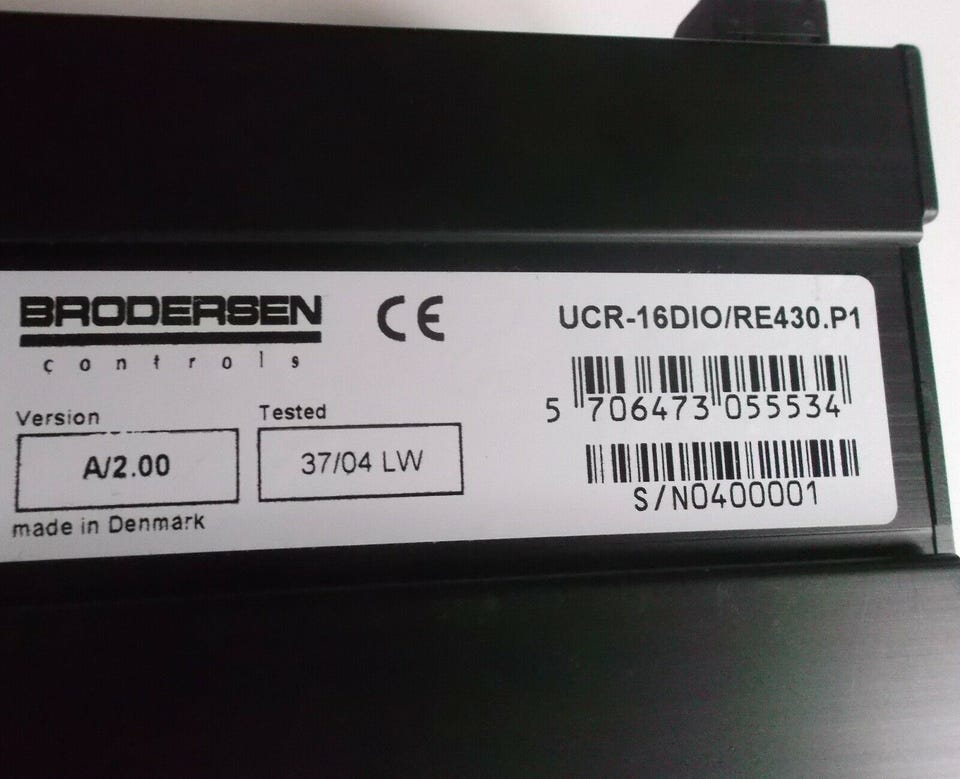 BRODERSEN
controls
CE
UCR-16DIO/RE430.P1
5 706473 055534
Version
Tested
A/2.00
37/04 LW
S/N0400001
made in Denmark